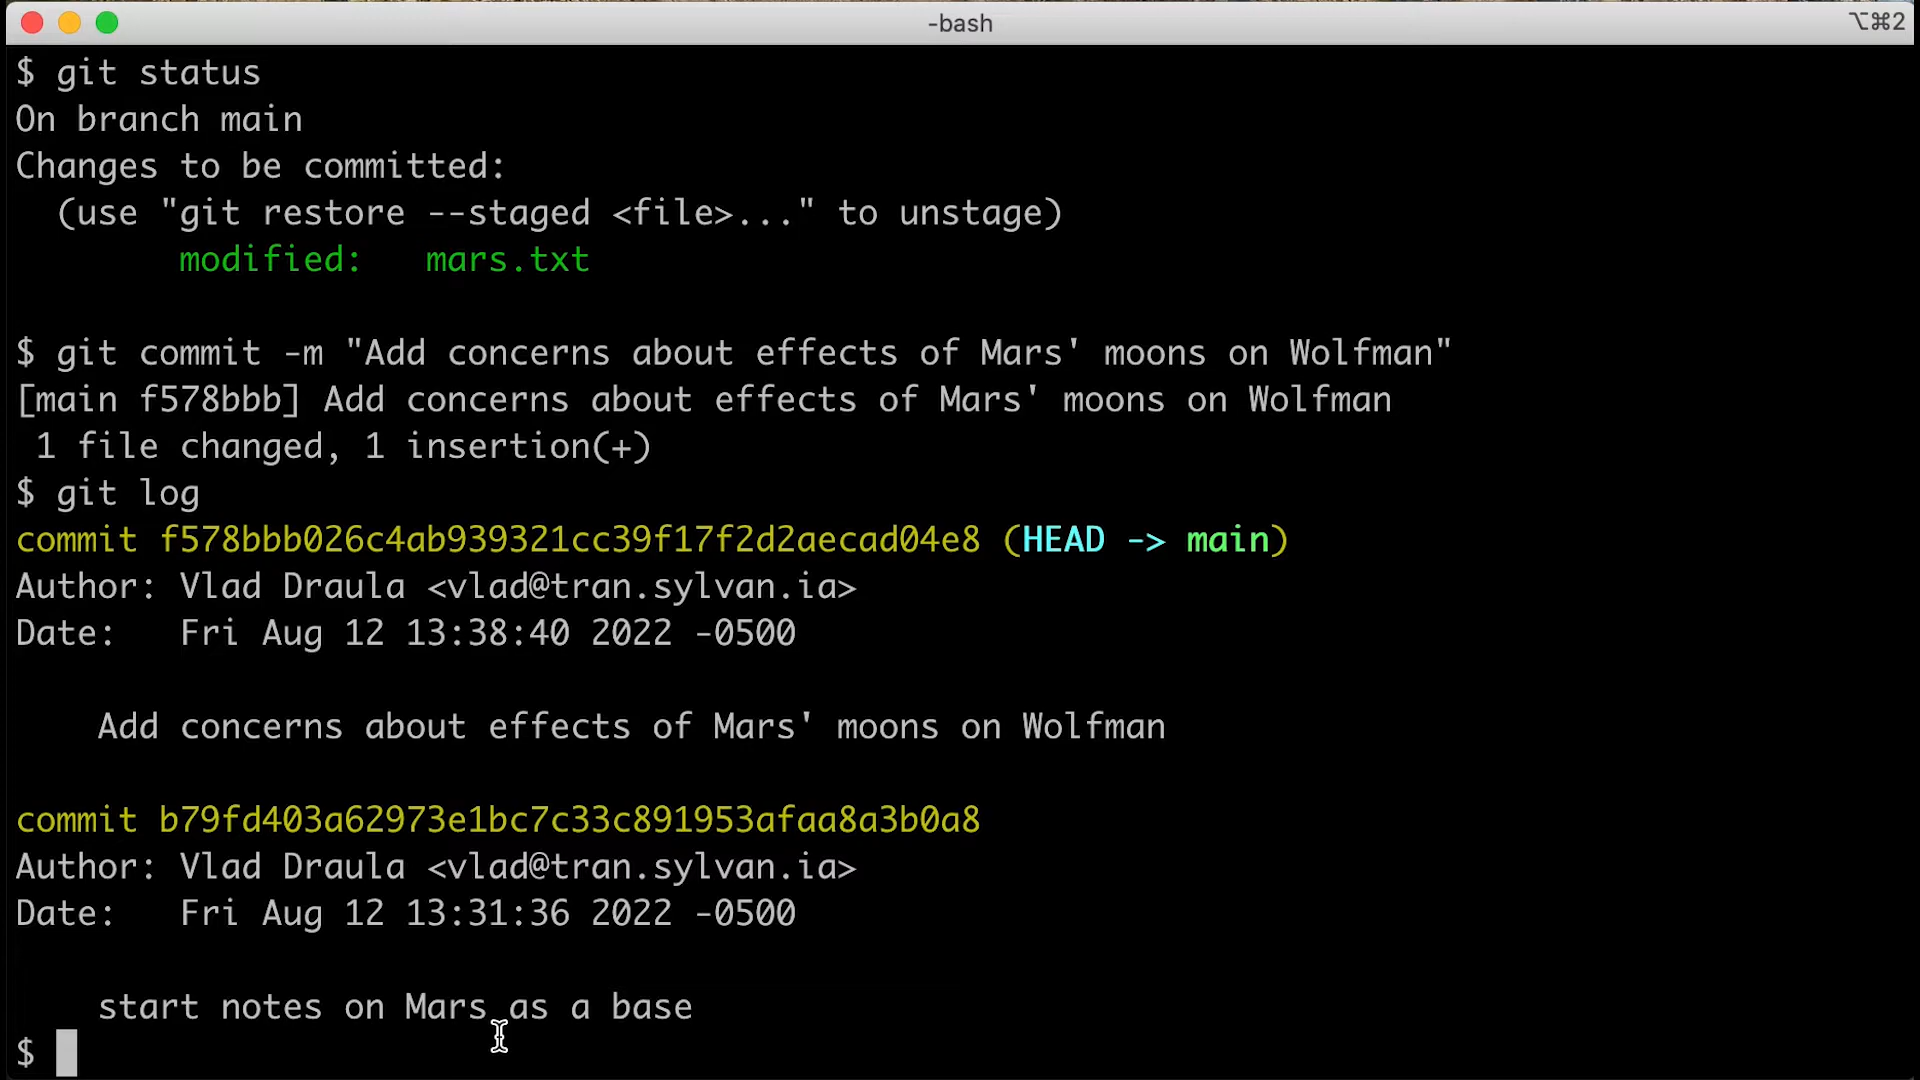 -bash
⌥⌘2
$ git status
On branch main
Changes to be committed:
  (use "git restore --staged <file>..." to unstage)
        modified:   mars.txt

$ git commit -m "Add concerns about effects of Mars' moons on Wolfman"
[main f578bbb] Add concerns about effects of Mars' moons on Wolfman
 1 file changed, 1 insertion(+)
$ git log
commit f578bbb026c4ab939321cc39f17f2d2aecad04e8 (HEAD -> main)
Author: Vlad Draula <vlad@tran.sylvan.ia>
Date:   Fri Aug 12 13:38:40 2022 -0500

    Add concerns about effects of Mars' moons on Wolfman

commit b79fd403a62973e1bc7c33c891953afaa8a3b0a8
Author: Vlad Draula <vlad@tran.sylvan.ia>
Date:   Fri Aug 12 13:31:36 2022 -0500

    start notes on Mars as a base
$